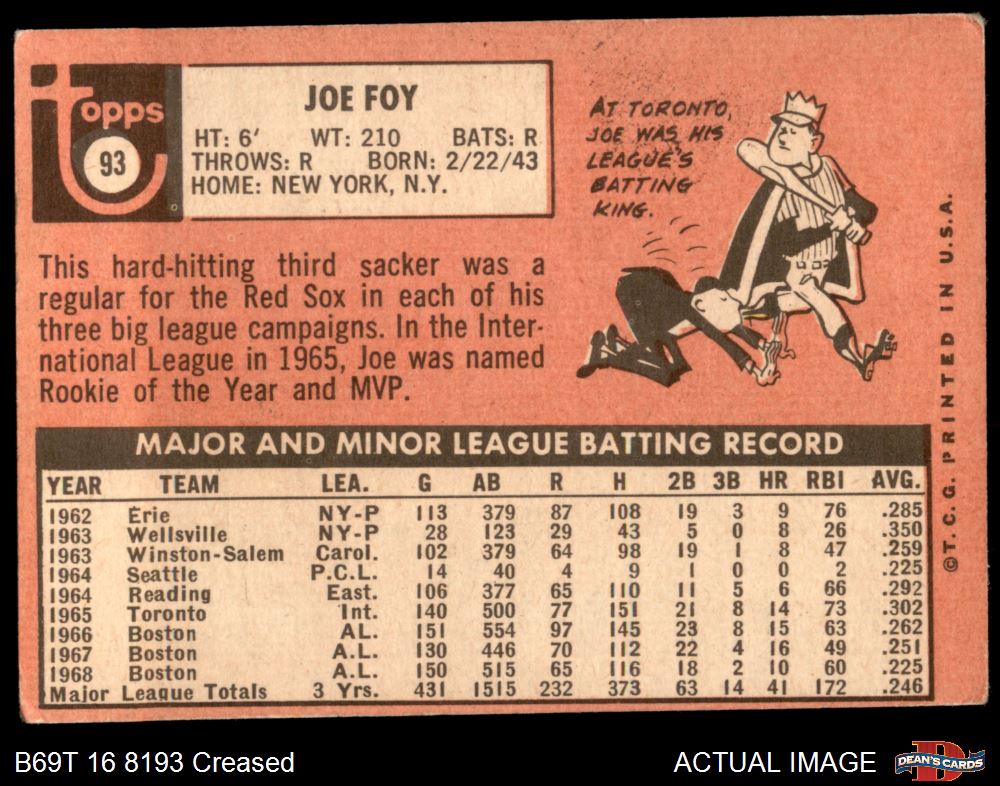 topps
93
JOE FOY
HT: 6' WT: 210 BATS: R
THROWS: R BORN: 2/22/43
HOME: NEW YORK, N.Y.
AT TORONTO,
JOE WAS HIS
LEAGUE'S
BATTING
KING.
This hard-hitting third sacker was a
regular for the Red Sox in each of his
three big league campaigns. In the Inter-
national League in 1965, Joe was named
Rookie of the Year and MVP.
MAJOR AND MINOR LEAGUE BATTING RECORD
YEAR TEAM LEA. G AB R H 2B 3B HR RBI AVG.
1962 Erie NY-P 113 379 87 108 19 3 9 76 .285
1963 Wellsville NY-P 28 123 29 43 5 0 8 26 .350
1963 Winston-Salem Carol. 102 379 64 98 19 1 8 47 .259
1964 Seattle P.C.L. 14 40 4 9 1 0 0 2 .225
1964 Reading East. 106 377 65 110 11 5 6 66 .292
1965 Toronto Int. 140 500 77 151 21 8 14 73 .302
1966 Boston AL. 151 554 97 145 23 8 15 63 .262
1967 Boston A.L. 130 446 70 112 22 4 16 49 .251
1968 Boston A.L. 150 515 65 116 18 2 10 60 .225
Major League Totals 3 Yrs. 431 1515 232 373 63 14 41 172 .246
©T. C. G. PRINTED IN U. S. A.
B69T 16 8193 Creased
ACTUAL IMAGE
DEAN'S CARDS